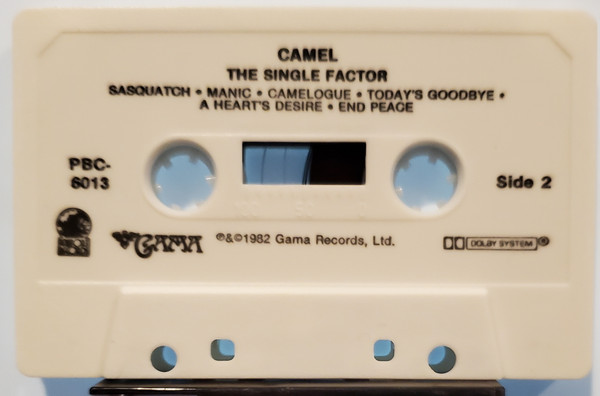 CAMEL
THE SINGLE FACTOR
SASQUATCH • MANIC • CAMELOGUE • TODAY'S GOODBYE •
A HEART'S DESIRE • END PEACE
PBC-
6013
Side 2
GAMA
℗&©1982 Gama Records, Ltd.
DOLBY SYSTEM ®